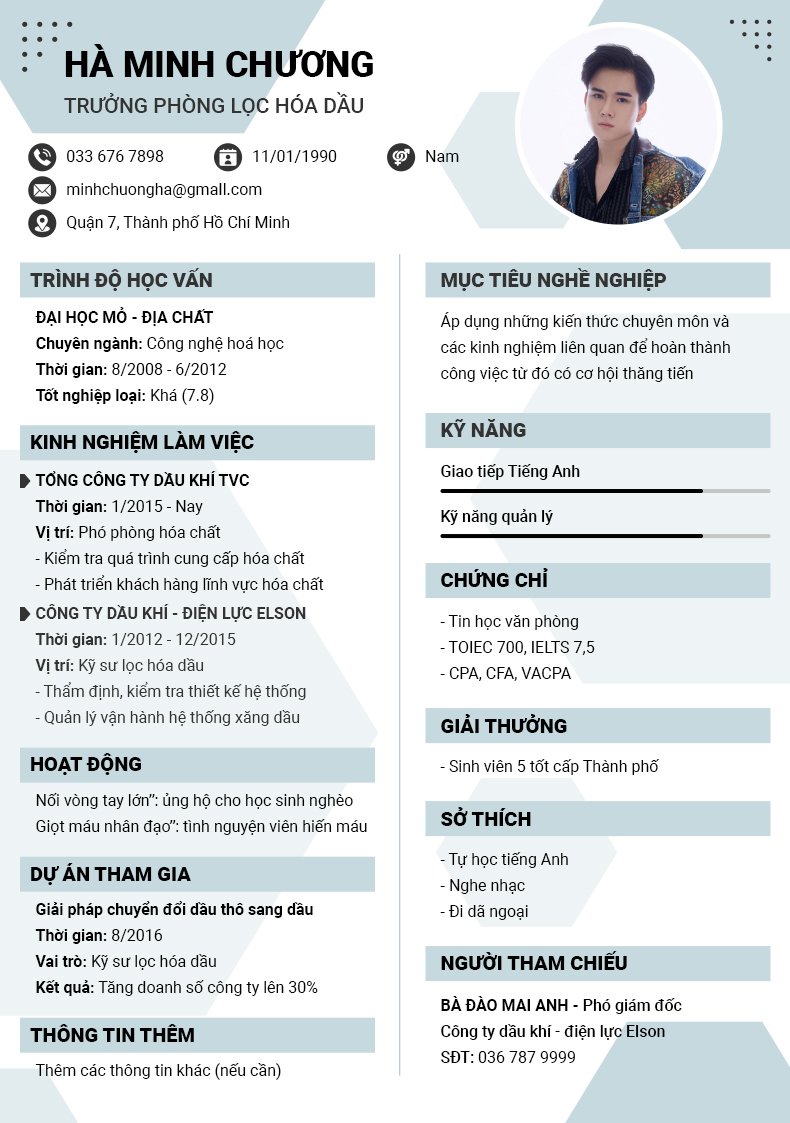 HÀ MINH CHƯƠNG
TRƯỞNG PHÒNG LỌC HÓA DẦU
033 676 7898
11/01/1990
Nam
minhchuongha@gmall.com
Quận 7, Thành phố Hồ Chí Minh
TRÌNH ĐỘ HỌC VẤN
ĐẠI HỌC MỎ - ĐỊA CHẤT
Chuyên ngành: Công nghệ hoá học
Thời gian: 8/2008 - 6/2012
Tốt nghiệp loại: Khá (7.8)
KINH NGHIỆM LÀM VIỆC
TỔNG CÔNG TY DẦU KHÍ TVC
Thời gian: 1/2015 - Nay
Vị trí: Phó phòng hóa chất
- Kiểm tra quá trình cung cấp hóa chất
- Phát triển khách hàng lĩnh vực hóa chất
CÔNG TY DẦU KHÍ - ĐIỆN LỰC ELSON
Thời gian: 1/2012 - 12/2015
Vị trí: Kỹ sư lọc hóa dầu
- Thẩm định, kiểm tra thiết kế hệ thống
- Quản lý vận hành hệ thống xăng dầu
HOẠT ĐỘNG
Nối vòng tay lớn”: ủng hộ cho học sinh nghèo
Giọt máu nhân đạo”: tình nguyện viên hiến máu
DỰ ÁN THAM GIA
Giải pháp chuyển đổi dầu thô sang dầu
Thời gian: 8/2016
Vai trò: Kỹ sư lọc hóa dầu
Kết quả: Tăng doanh số công ty lên 30%
THÔNG TIN THÊM
Thêm các thông tin khác (nếu cần)
MỤC TIÊU NGHỀ NGHIỆP
Áp dụng những kiến thức chuyên môn và
các kinh nghiệm liên quan để hoàn thành
công việc từ đó có cơ hội thăng tiến
KỸ NĂNG
Giao tiếp Tiếng Anh
Kỹ năng quản lý
CHỨNG CHỈ
- Tin học văn phòng
- TOIEC 700, IELTS 7,5
- CPA, CFA, VACPA
GIẢI THƯỞNG
- Sinh viên 5 tốt cấp Thành phố
SỞ THÍCH
- Tự học tiếng Anh
- Nghe nhạc
- Đi dã ngoại
NGƯỜI THAM CHIẾU
BÀ ĐÀO MAI ANH - Phó giám đốc
Công ty dầu khí - điện lực Elson
SĐT: 036 787 9999